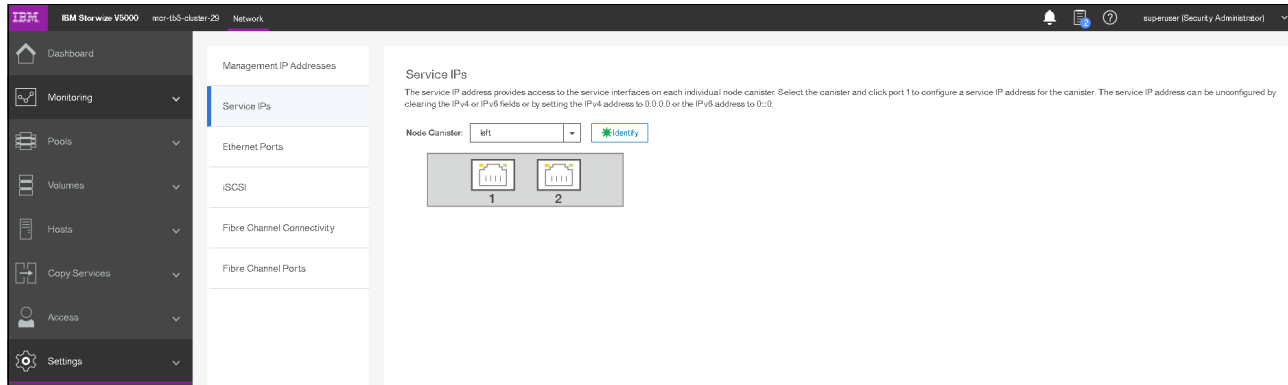 IBM IBM Storwize V5000 mcr-tb5-cluster-29 Network 2 superuser (Security Administrator)
Dashboard
Monitoring
Pools
Volumes
Hosts
Copy Services
Access
Settings
Management IP Addresses
Service IPs
Ethernet Ports
iSCSI
Fibre Channel Connectivity
Fibre Channel Ports
Service IPs
The service IP address provides access to the service interfaces on each individual node canister. Select the canister and click port 1 to configure a service IP address for the canister. The service IP address can be unconfigured by
clearing the IPv4 or IPv6 fields or by setting the IPv4 address to 0.0.0.0 or the IPv6 address to 0::0.
Node Canister: left Identify
1 2